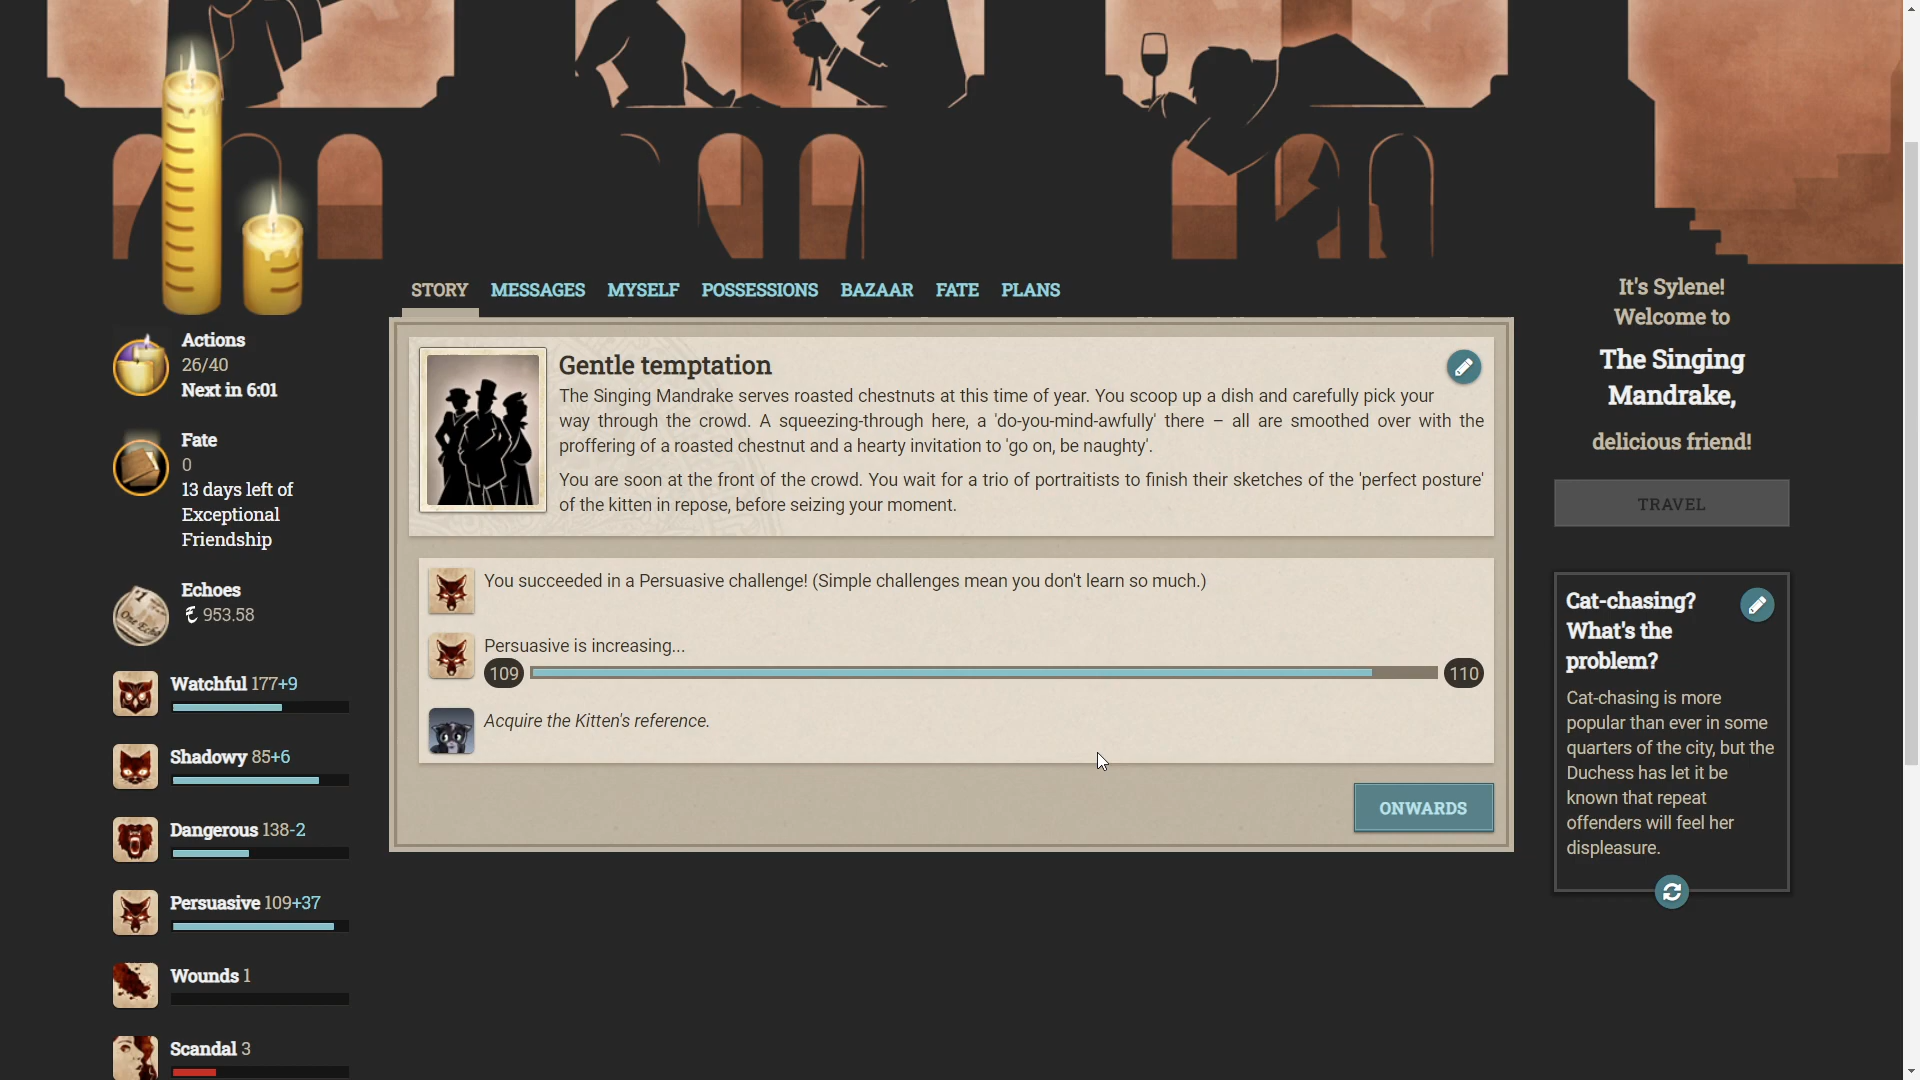 STORY MESSAGES MYSELF POSSESSIONS BAZAAR FATE PLANS
Actions
26/40
Next in 6:01
Fate
0
13 days left of
Exceptional
Friendship
Echoes
953.58
Watchful 177+9
Shadowy 85+6
Dangerous 138-2
Persuasive 109+37
Wounds 1
Scandal 3
Gentle temptation
The Singing Mandrake serves roasted chestnuts at this time of year. You scoop up a dish and carefully pick your
way through the crowd. A squeezing-through here, a 'do-you-mind-awfully' there – all are smoothed over with the
proffering of a roasted chestnut and a hearty invitation to 'go on, be naughty'.
You are soon at the front of the crowd. You wait for a trio of portraitists to finish their sketches of the 'perfect posture'
of the kitten in repose, before seizing your moment.
You succeeded in a Persuasive challenge! (Simple challenges mean you don't learn so much.)
Persuasive is increasing...
109 110
Acquire the Kitten's reference.
ONWARDS
It's Sylene!
Welcome to
The Singing
Mandrake,
delicious friend!
TRAVEL
Cat-chasing?
What's the
problem?
Cat-chasing is more
popular than ever in some
quarters of the city, but the
Duchess has let it be
known that repeat
offenders will feel her
displeasure.